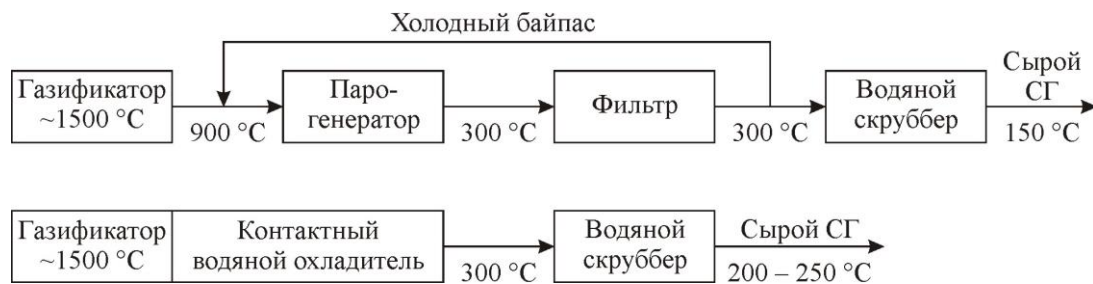 Холодный байпас
Газификатор
~1500 °C
900 °C
Паро-
генератор
300 °C
Фильтр
300 °C
Водяной
скруббер
Сырой
СГ
150 °C
Газификатор
~1500 °C
Контактный
водяной охладитель
300 °C
Водяной
скруббер
Сырой СГ
200 – 250 °C